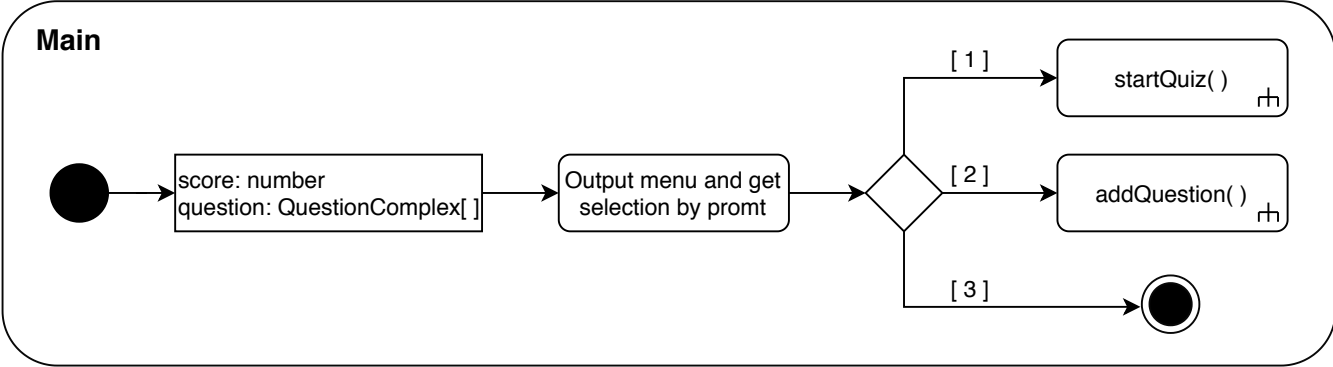 Main
score: number
question: QuestionComplex[ ]
Output menu and get
selection by promt
[ 1 ]
startQuiz( )
[ 2 ]
addQuestion( )
[ 3 ]